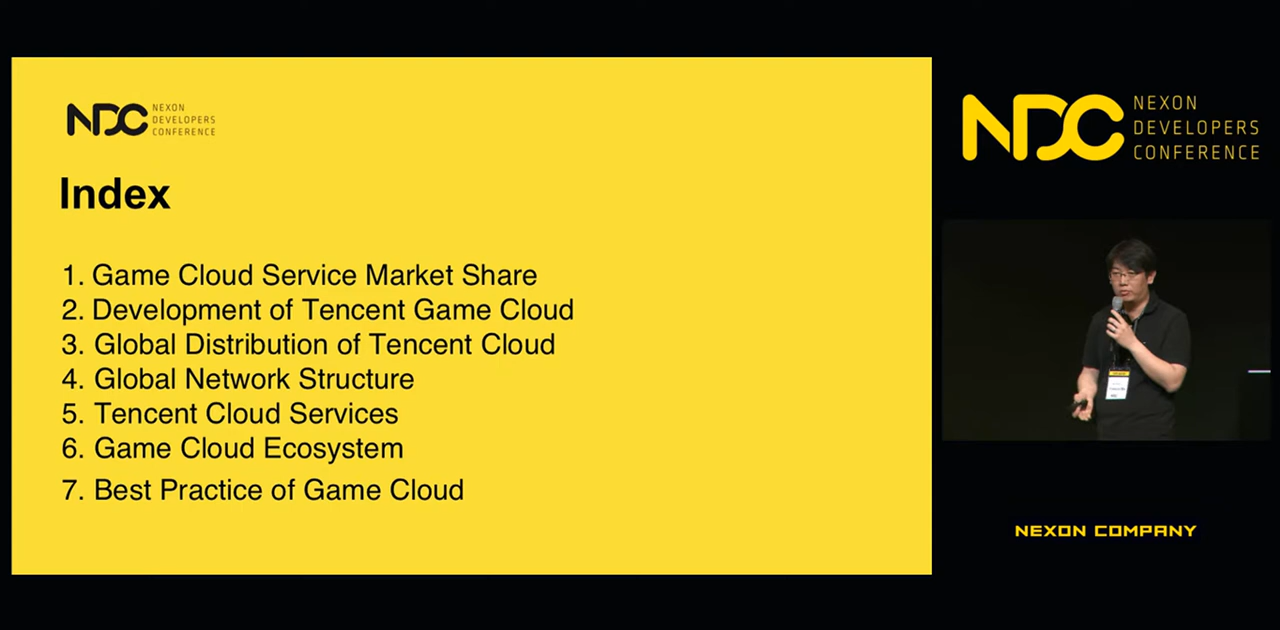 NDC NEXON
DEVELOPERS
CONFERENCE
Index
1. Game Cloud Service Market Share
2. Development of Tencent Game Cloud
3. Global Distribution of Tencent Cloud
4. Global Network Structure
5. Tencent Cloud Services
6. Game Cloud Ecosystem
7. Best Practice of Game Cloud
NDC NEXON
DEVELOPERS
CONFERENCE
NEXON COMPANY